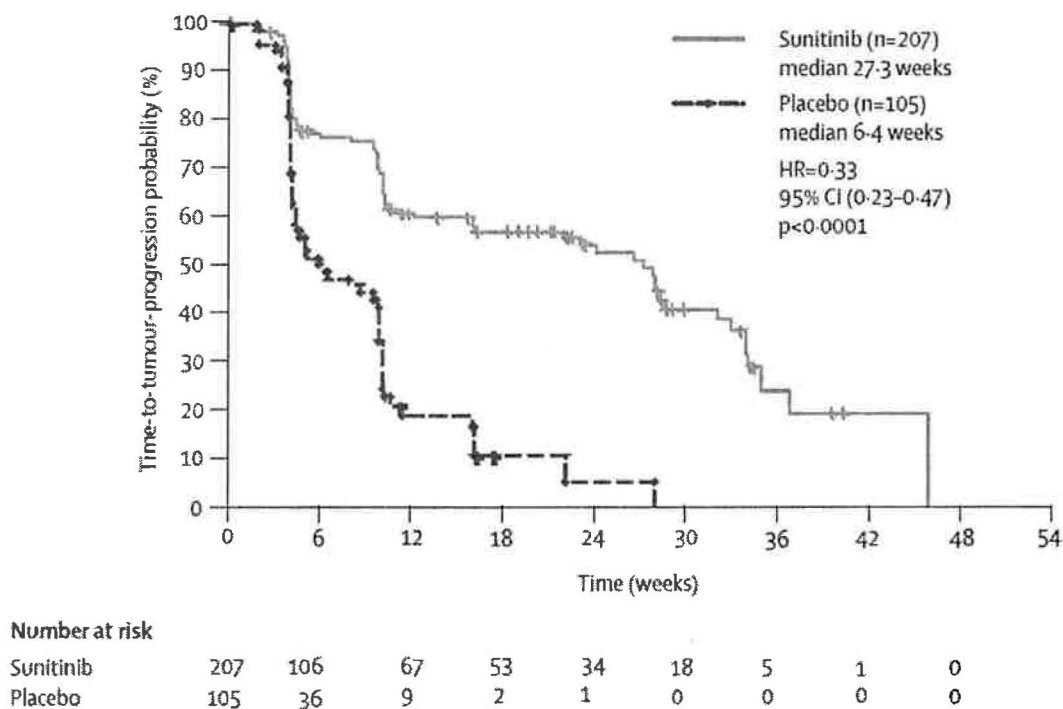 100
90
80
70
60
50
40
30
20
10
0
Time-to-tumour-progression probability (%)
Sunitinib (n=207)
median 27·3 weeks
Placebo (n=105)
median 6·4 weeks
HR=0·33
95% CI (0·23–0·47)
p<0·0001
0 6 12 18 24 30 36 42 48 54
Time (weeks)
Number at risk
Sunitinib 207 106 67 53 34 18 5 1 0
Placebo 105 36 9 2 1 0 0 0 0